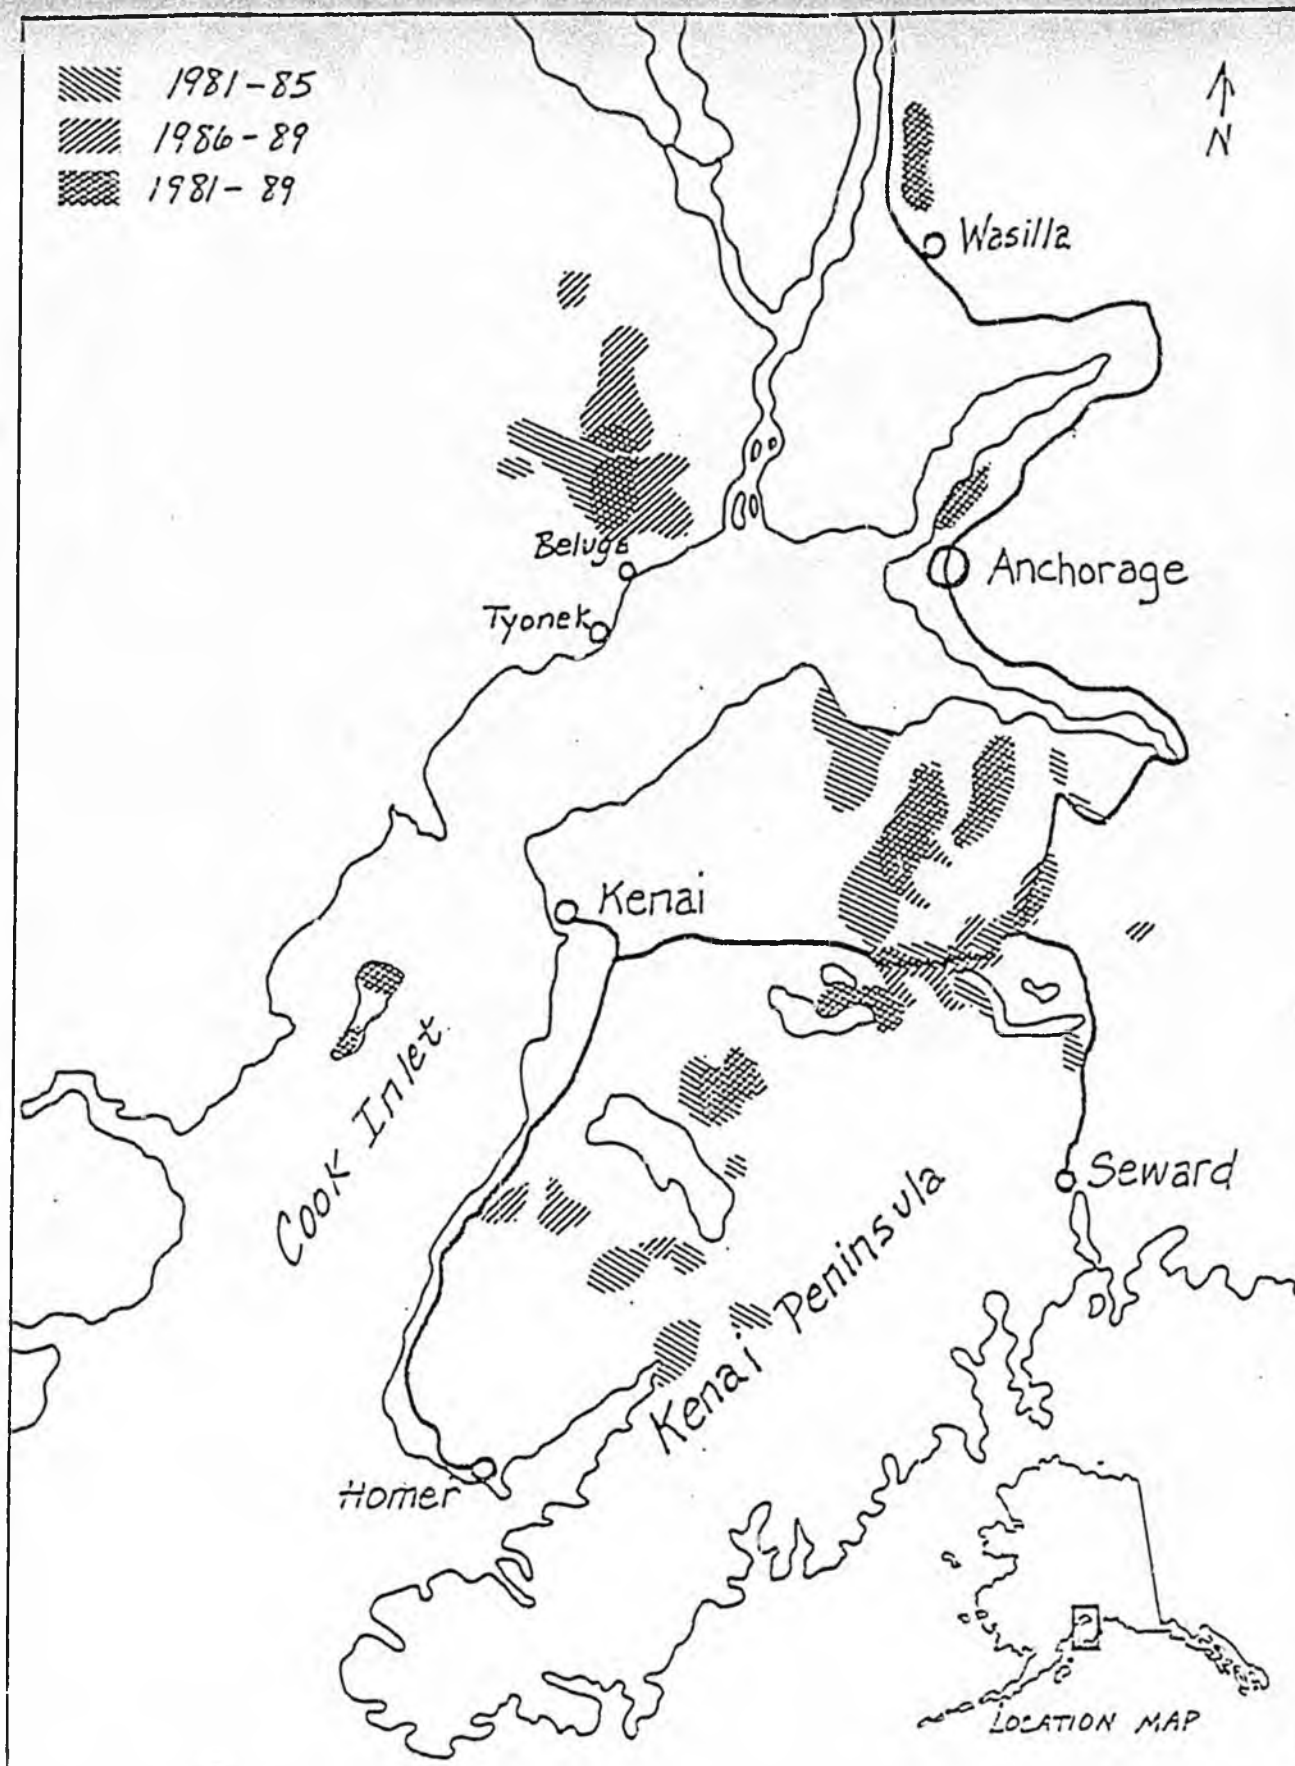 1981-85
1986-89
1981-89
N
Wasilla
Beluga
Anchorage
Tyonek
Kenai
Cook Inlet
Seward
Kenai Peninsula
Homer
LOCATION MAP